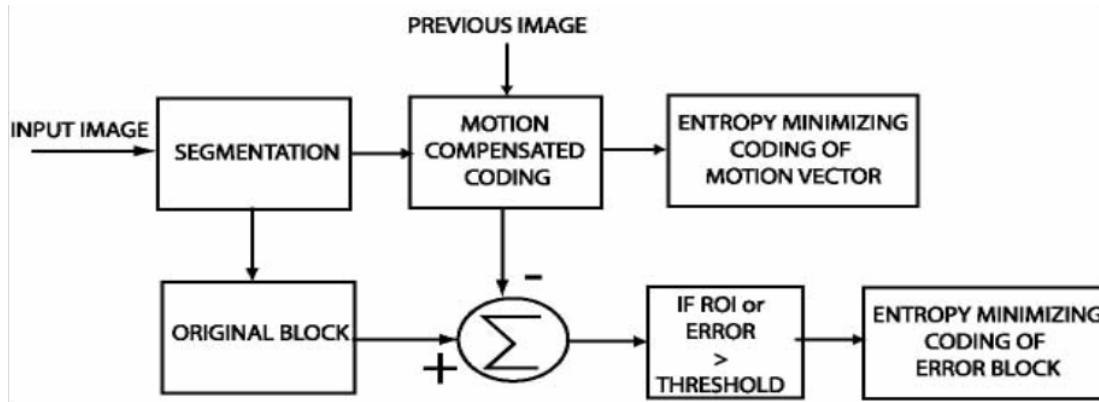 PREVIOUS IMAGE
INPUT IMAGE
SEGMENTATION
MOTION
COMPENSATED
CODING
ENTROPY MINIMIZING
CODING OF
MOTION VECTOR
-
ORIGINAL BLOCK
+
Σ
IF ROI or
ERROR
>
THRESHOLD
ENTROPY MINIMIZING
CODING OF
ERROR BLOCK